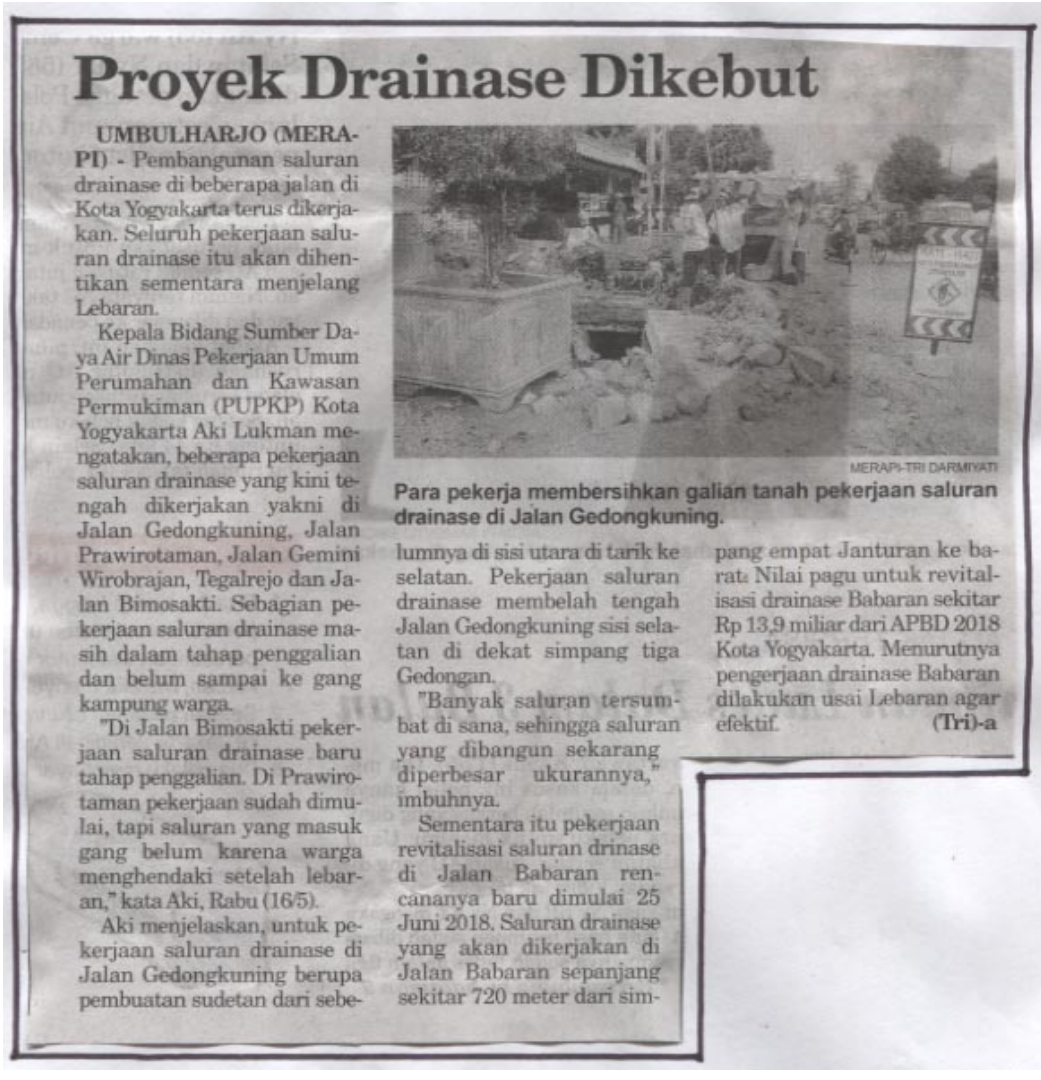 Proyek Drainase Dikebut
UMBULHARJO (MERA-
PI) - Pembangunan saluran
drainase di beberapa jalan di
Kota Yogyakarta terus dikerja-
kan. Seluruh pekerjaan salu-
ran drainase itu akan dihen-
tikan sementara menjelang
Lebaran.
Kepala Bidang Sumber Da-
ya Air Dinas Pekerjaan Umum
Perumahan dan Kawasan
Permukiman (PUPKP) Kota
Yogyakarta Aki Lukman me-
ngatakan, beberapa pekerjaan
saluran drainase yang kini te-
ngah dikerjakan yakni di
Jalan Gedongkuning, Jalan
Prawirotaman, Jalan Gemini
Wirobrajan, Tegalrejo dan Ja-
lan Bimosakti. Sebagian pe-
kerjaan saluran drainase ma-
sih dalam tahap penggalian
dan belum sampai ke gang
kampung warga.
"Di Jalan Bimosakti peker-
jaan saluran drainase baru
tahap penggalian. Di Prawiro-
taman pekerjaan sudah dimu-
lai, tapi saluran yang masuk
gang belum karena warga
menghendaki setelah lebar-
an," kata Aki, Rabu (16/5).
Aki menjelaskan, untuk pe-
kerjaan saluran drainase di
Jalan Gedongkuning berupa
pembuatan sudetan dari sebe-
MERAPI-TRI DARMIYATI
Para pekerja membersihkan galian tanah pekerjaan saluran
drainase di Jalan Gedongkuning.
lumnya di sisi utara di tarik ke
selatan. Pekerjaan saluran
drainase membelah tengah
Jalan Gedongkuning sisi sela-
tan di dekat simpang tiga
Gedongan.
"Banyak saluran tersum-
bat di sana, sehingga saluran
yang dibangun sekarang
diperbesar ukurannya,"
imbuhnya.
Sementara itu pekerjaan
revitalisasi saluran drinase
di Jalan Babaran ren-
cananya baru dimulai 25
Juni 2018. Saluran drainase
yang akan dikerjakan di
Jalan Babaran sepanjang
sekitar 720 meter dari sim-
pang empat Janturan ke ba-
rat. Nilai pagu untuk revital-
isasi drainase Babaran sekitar
Rp 13,9 miliar dari APBD 2018
Kota Yogyakarta. Menurutnya
pengerjaan drainase Babaran
dilakukan usai Lebaran agar
efektif. (Tri)-a